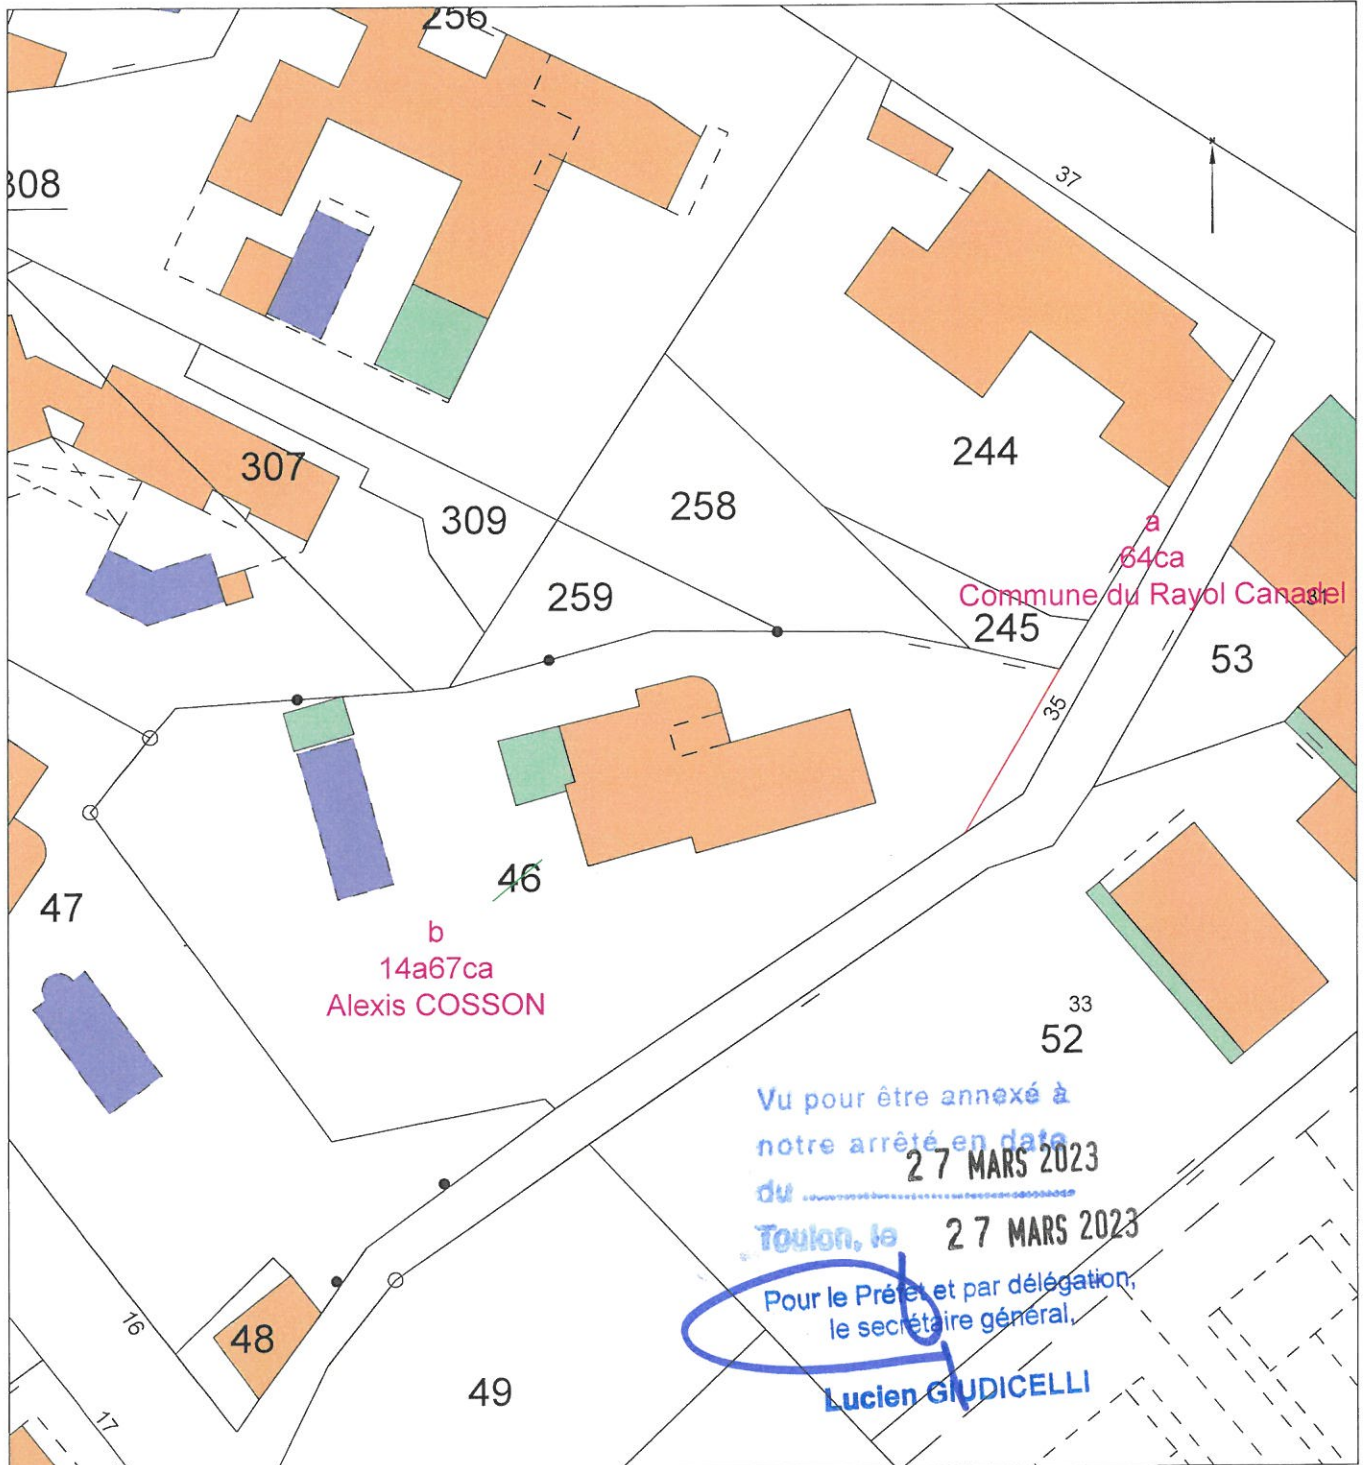 256
308
37
307
309
258
244
a
64ca
Commune du Rayol Canadel
31
259
245
53
35
46
47
b
14a67ca
Alexis COSSON
33
52
Vu pour être annexé à
notre arrêté en date
du 27 MARS 2023
Toulon, le 27 MARS 2023
Pour le Préfet et par délégation,
le secrétaire général,
Lucien GIUDICELLI
16
48
49
17